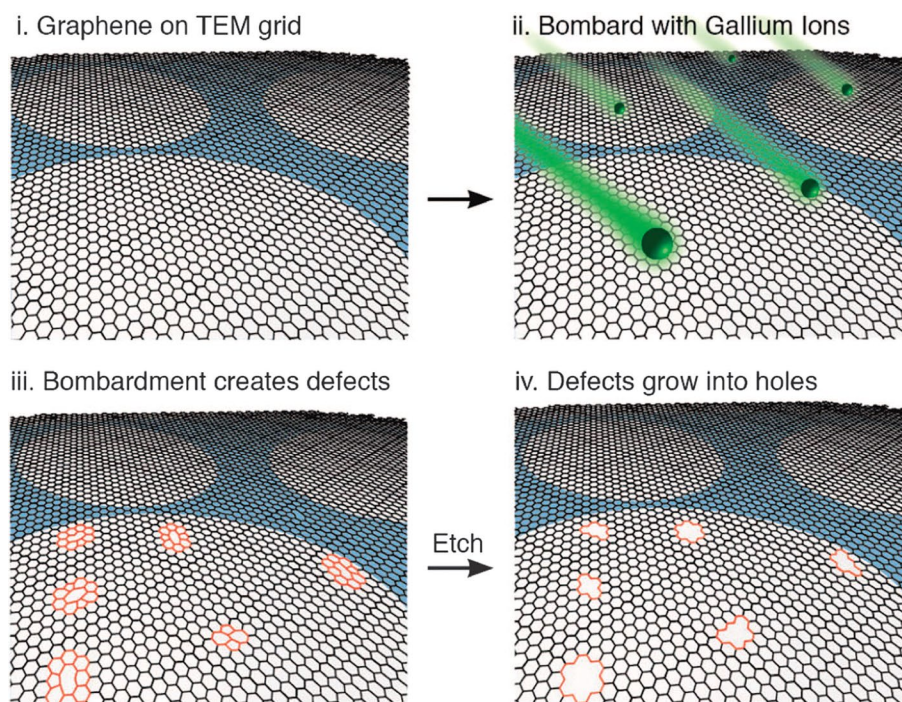 i. Graphene on TEM grid
ii. Bombard with Gallium Ions
iii. Bombardment creates defects
iv. Defects grow into holes
Etch